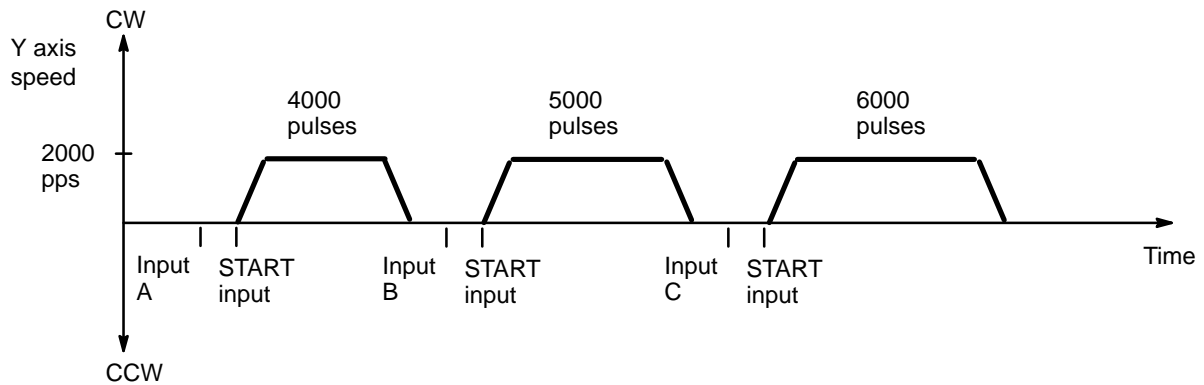 CW
Y axis
speed
4000
pulses
5000
pulses
6000
pulses
2000
pps
Input
A
START
input
Input
B
START
input
Input
C
START
input
Time
CCW